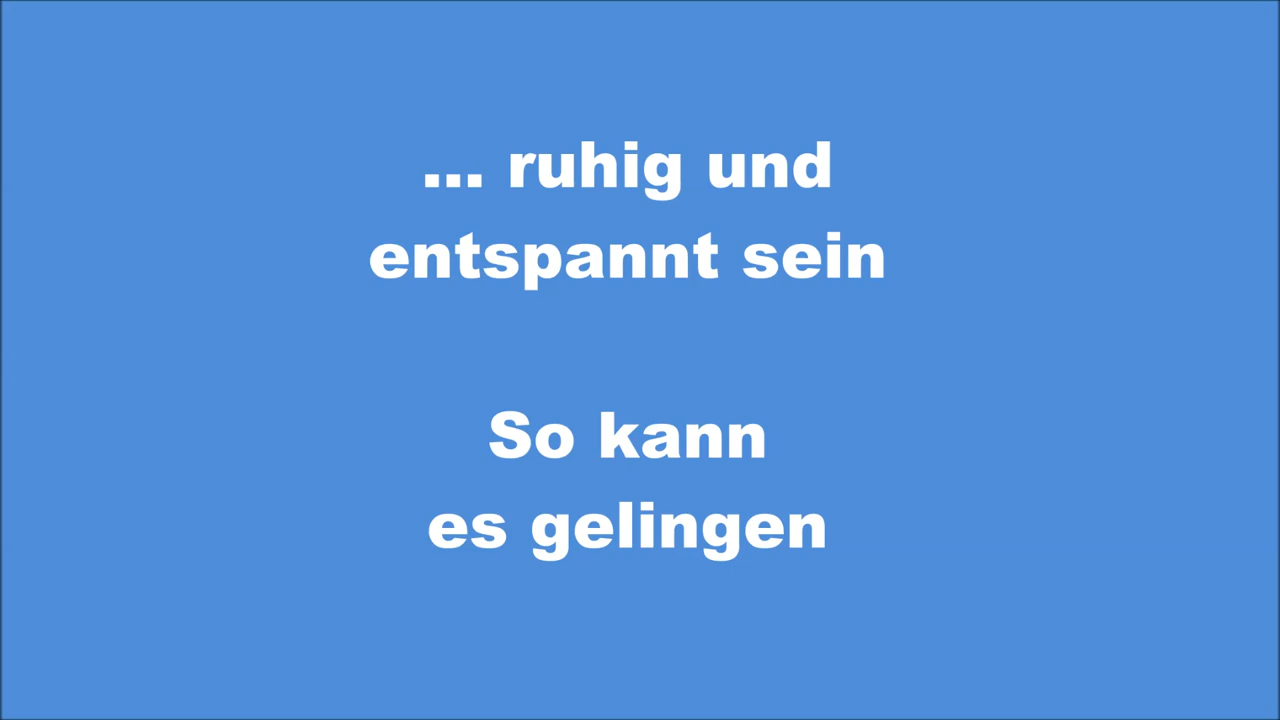 ... ruhig und
entspannt sein
So kann
es gelingen